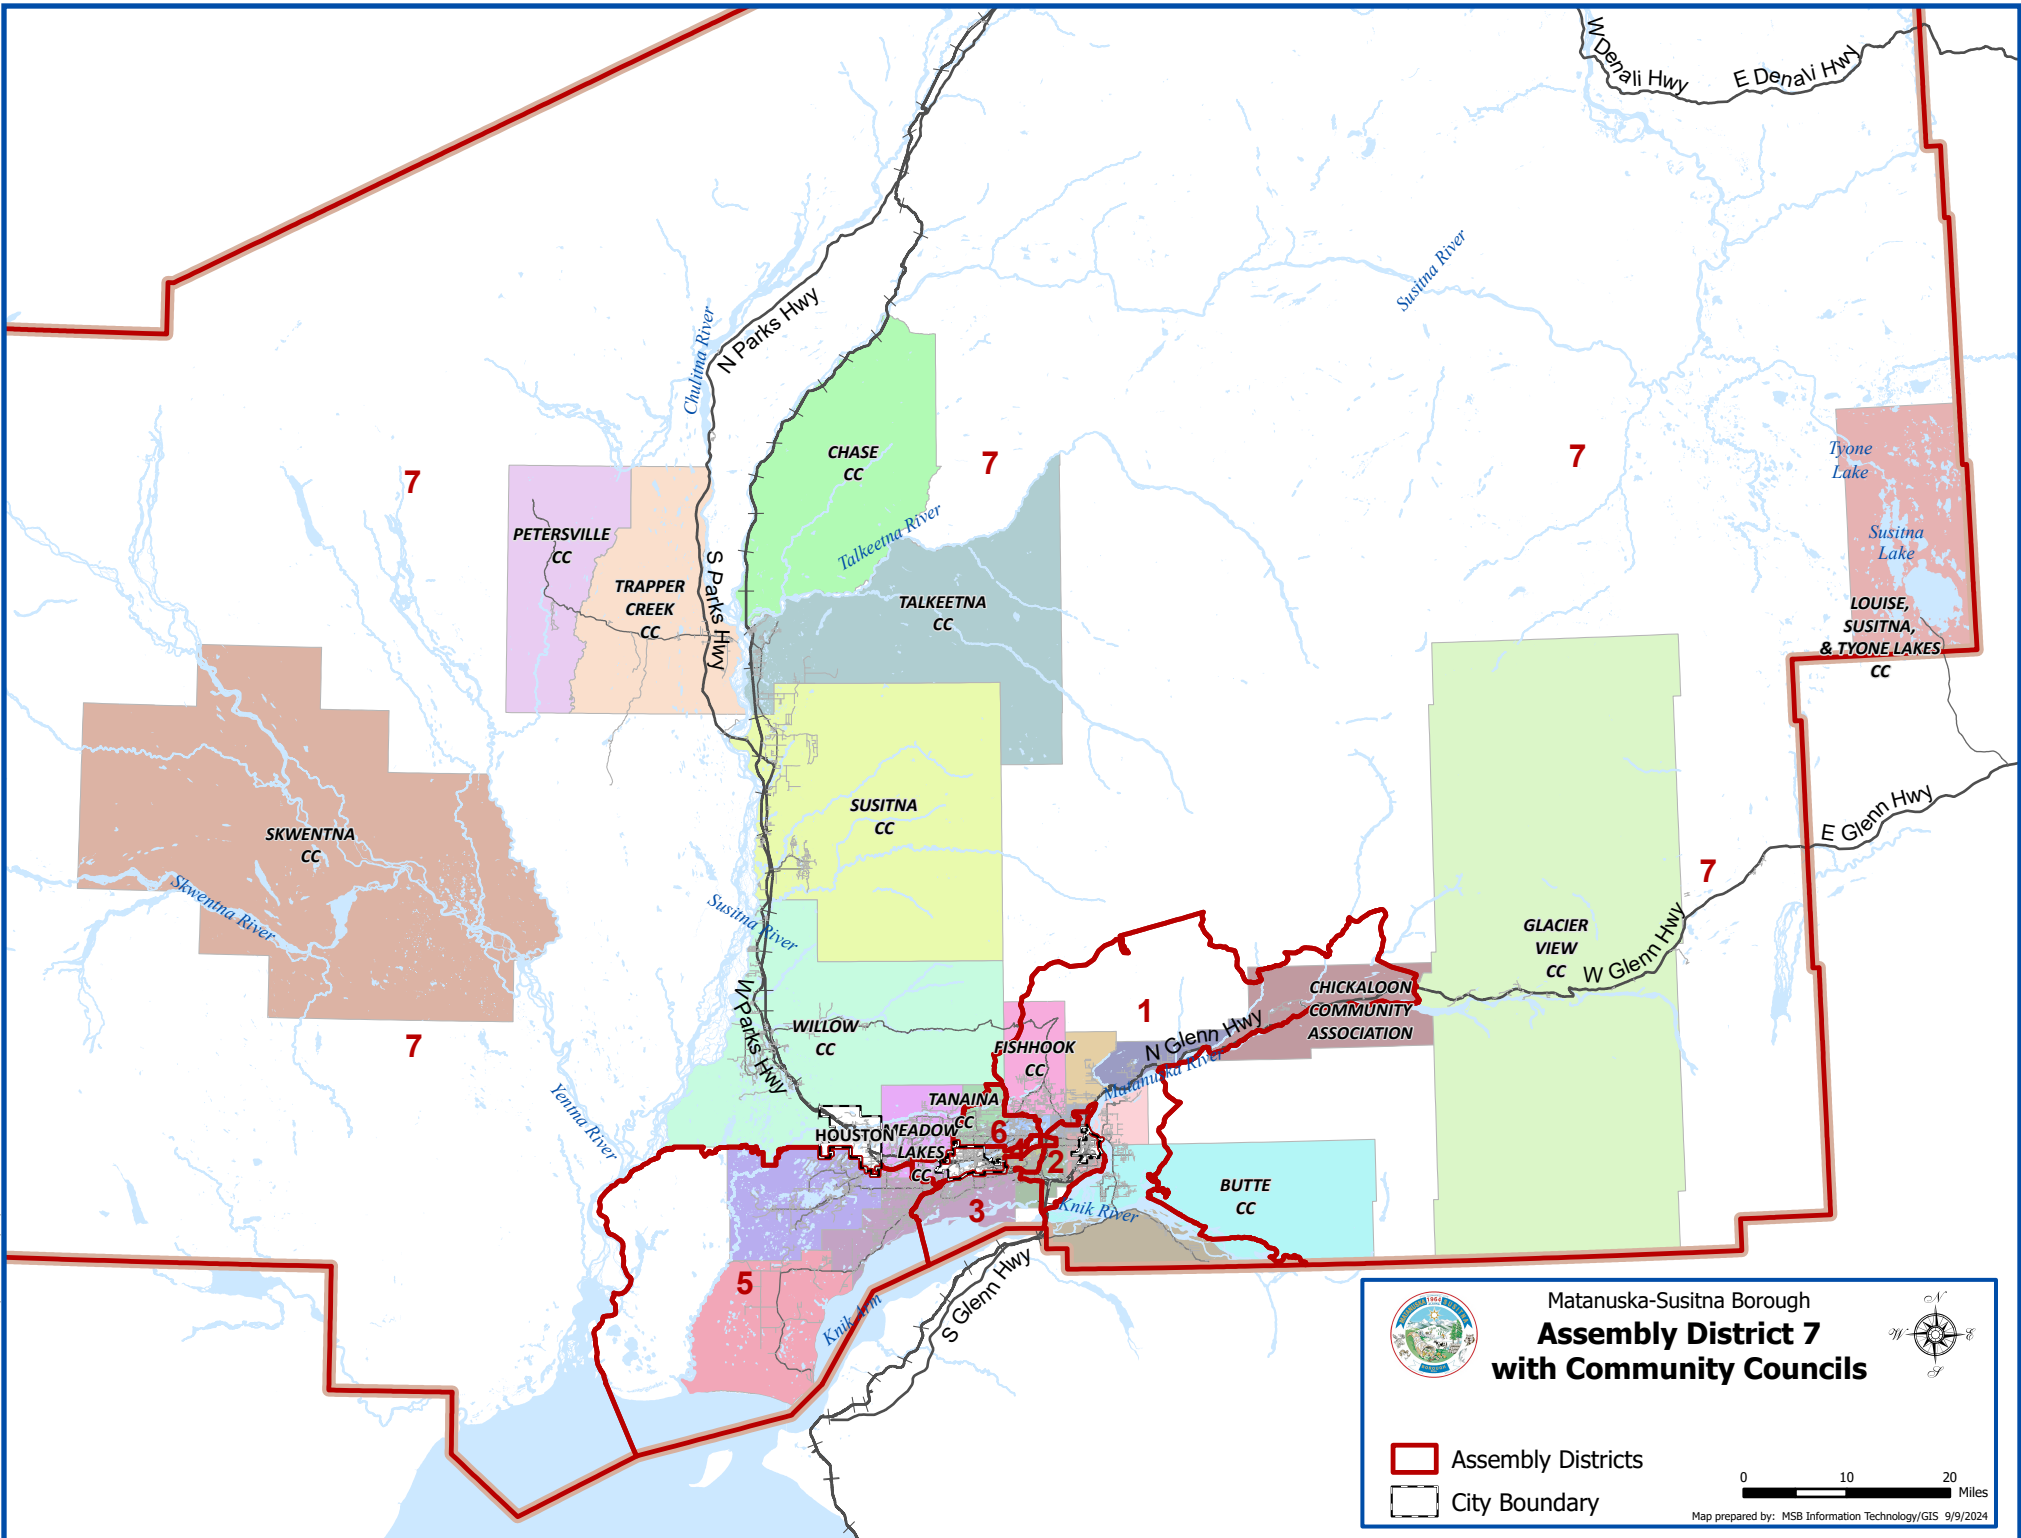 W Denali Hwy
E Denali Hwy
Susitna River
N Parks Hwy
Chulitna River
CHASE
CC
7
7
7
Tyone
Lake
PETERSVILLE
CC
Talkeetna River
Susitna
Lake
S Parks Hwy
TRAPPER
CREEK
CC
TALKEETNA
CC
LOUISE,
SUSITNA,
& TYONE LAKES
CC
SKWENTNA
CC
SUSITNA
CC
E Glenn Hwy
7
Skwentna River
Susitna River
GLACIER
VIEW
CC
W Glenn Hwy
CHICKALOON
COMMUNITY
ASSOCIATION
1
W Parks Hwy
WILLOW
CC
7
N Glenn Hwy
FISHHOOK
CC
Matanuska River
Yentna River
TANAINA
CC
HOUSTON
MEADOW
LAKES
CC
6
4
2
BUTTE
CC
3
Knik River
5
Knik Arm
S Glenn Hwy
Matanuska-Susitna Borough
Assembly District 7
with Community Councils
N
W
E
S
1964
Assembly Districts
City Boundary
0 10 20
Miles
Map prepared by: MSB Information Technology/GIS 9/9/2024